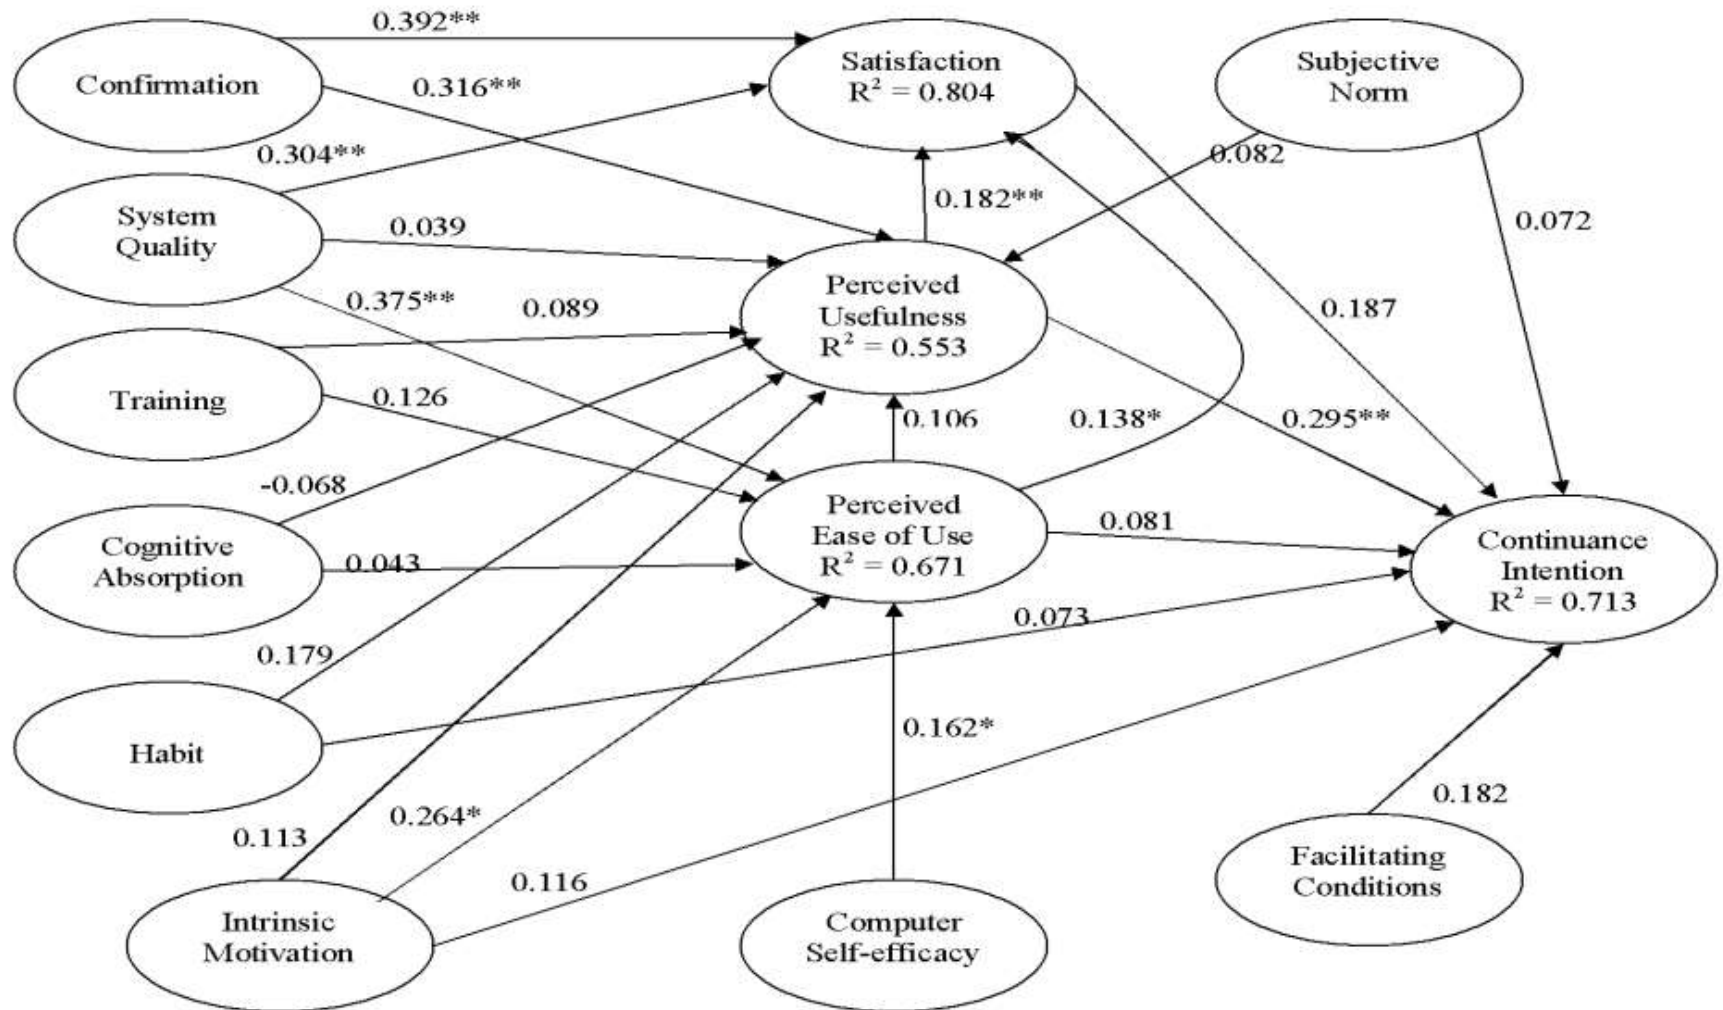 0.392**
Confirmation
0.316**
Satisfaction
R² = 0.804
Subjective
Norm
0.304**
0.082
System
Quality
0.039
0.182**
0.072
0.375**
0.089
Perceived
Usefulness
R² = 0.553
0.187
Training
0.126
0.106
0.138*
0.295**
-0.068
Cognitive
Absorption
0.043
Perceived
Ease of Use
R² = 0.671
0.081
Continuance
Intention
R² = 0.713
0.073
0.179
Habit
0.162*
0.264*
0.113
0.182
0.116
Facilitating
Conditions
Intrinsic
Motivation
Computer
Self-efficacy